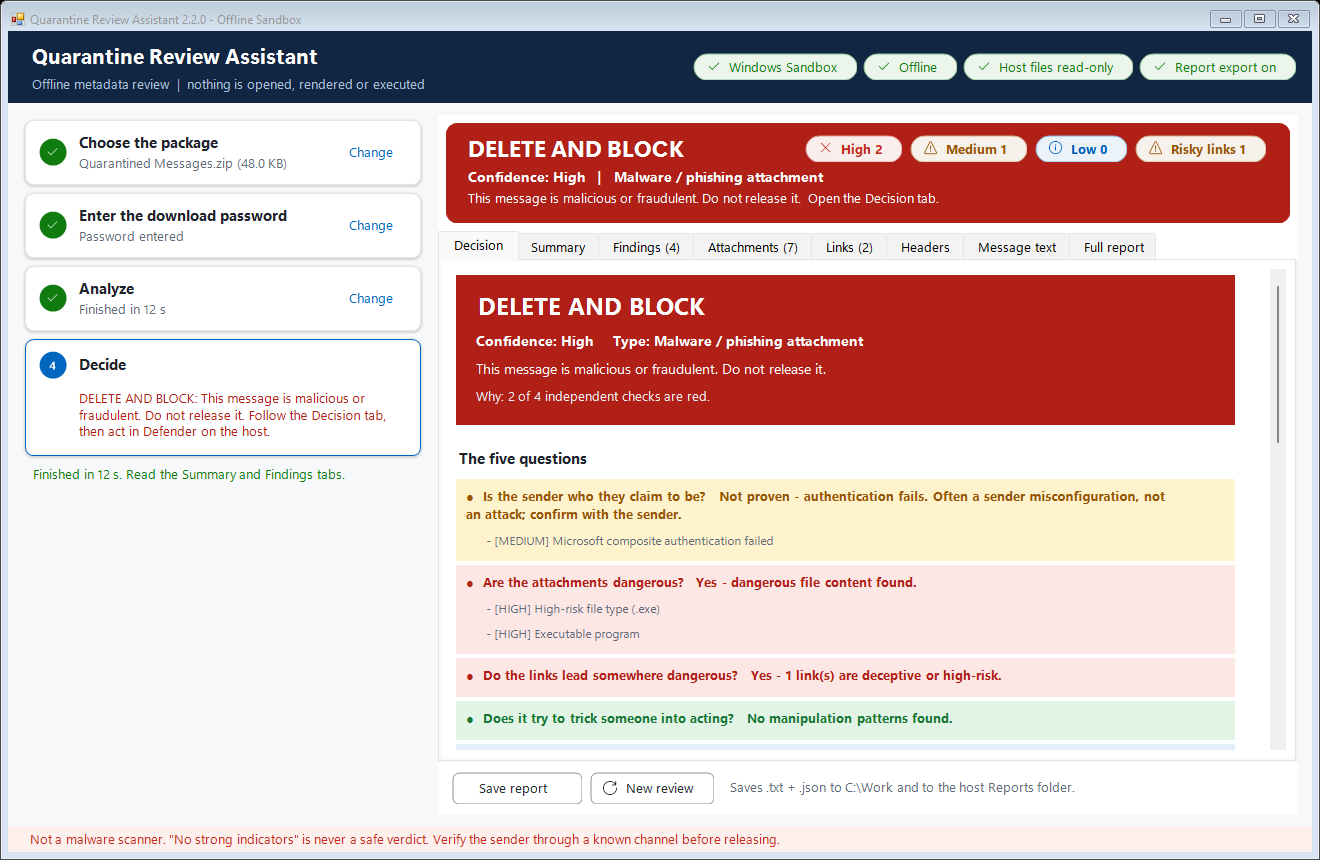 Quarantine Review Assistant 2.2.0 - Offline Sandbox
Quarantine Review Assistant
Offline metadata review | nothing is opened, rendered or executed
Windows Sandbox
Offline
Host files read-only
Report export on
Choose the package
Quarantined Messages.zip (48.0 KB)
Change
Enter the download password
Password entered
Change
Analyze
Finished in 12 s
Change
4
Decide
DELETE AND BLOCK: This message is malicious or
fraudulent. Do not release it. Follow the Decision tab,
then act in Defender on the host.
Finished in 12 s. Read the Summary and Findings tabs.
DELETE AND BLOCK
High 2
Medium 1
Low 0
Risky links 1
Confidence: High | Malware / phishing attachment
This message is malicious or fraudulent. Do not release it. Open the Decision tab.
Decision
Summary
Findings (4)
Attachments (7)
Links (2)
Headers
Message text
Full report
DELETE AND BLOCK
Confidence: High Type: Malware / phishing attachment
This message is malicious or fraudulent. Do not release it.
Why: 2 of 4 independent checks are red.
The five questions
● Is the sender who they claim to be? Not proven - authentication fails. Often a sender misconfiguration, not
an attack; confirm with the sender.
- [MEDIUM] Microsoft composite authentication failed
● Are the attachments dangerous? Yes - dangerous file content found.
- [HIGH] High-risk file type (.exe)
- [HIGH] Executable program
● Do the links lead somewhere dangerous? Yes - 1 link(s) are deceptive or high-risk.
● Does it try to trick someone into acting? No manipulation patterns found.
Save report
New review
Saves .txt + .json to C:\Work and to the host Reports folder.
Not a malware scanner. "No strong indicators" is never a safe verdict. Verify the sender through a known channel before releasing.